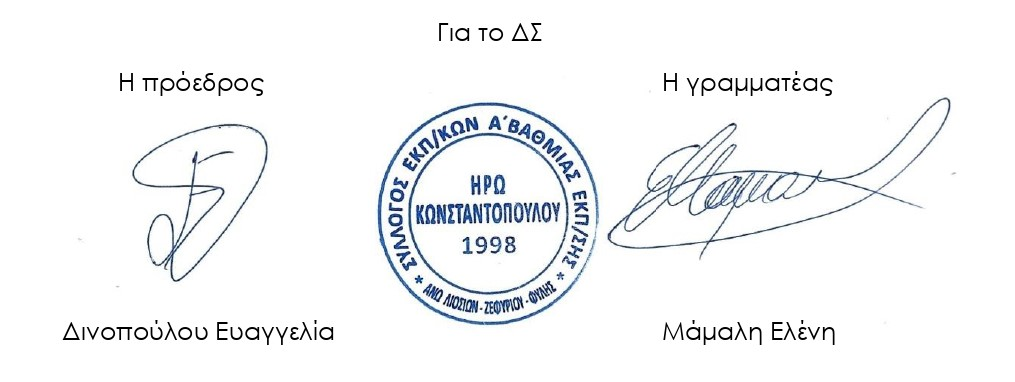 Για το ΔΣ
Η πρόεδρος
Η γραμματέας
ΣΥΛΛΟΓΟΣ ΕΚΠ/ΚΩΝ Α΄ΒΑΘΜΙΑΣ ΕΚΠ/ΣΗΣ
ΗΡΩ
ΚΩΝΣΤΑΝΤΟΠΟΥΛΟΥ
1998
* ΑΝΩ ΛΙΟΣΙΩΝ - ΖΕΦΥΡΙΟΥ - ΦΥΛΗΣ *
Δινοπούλου Ευαγγελία
Μάμαλη Ελένη